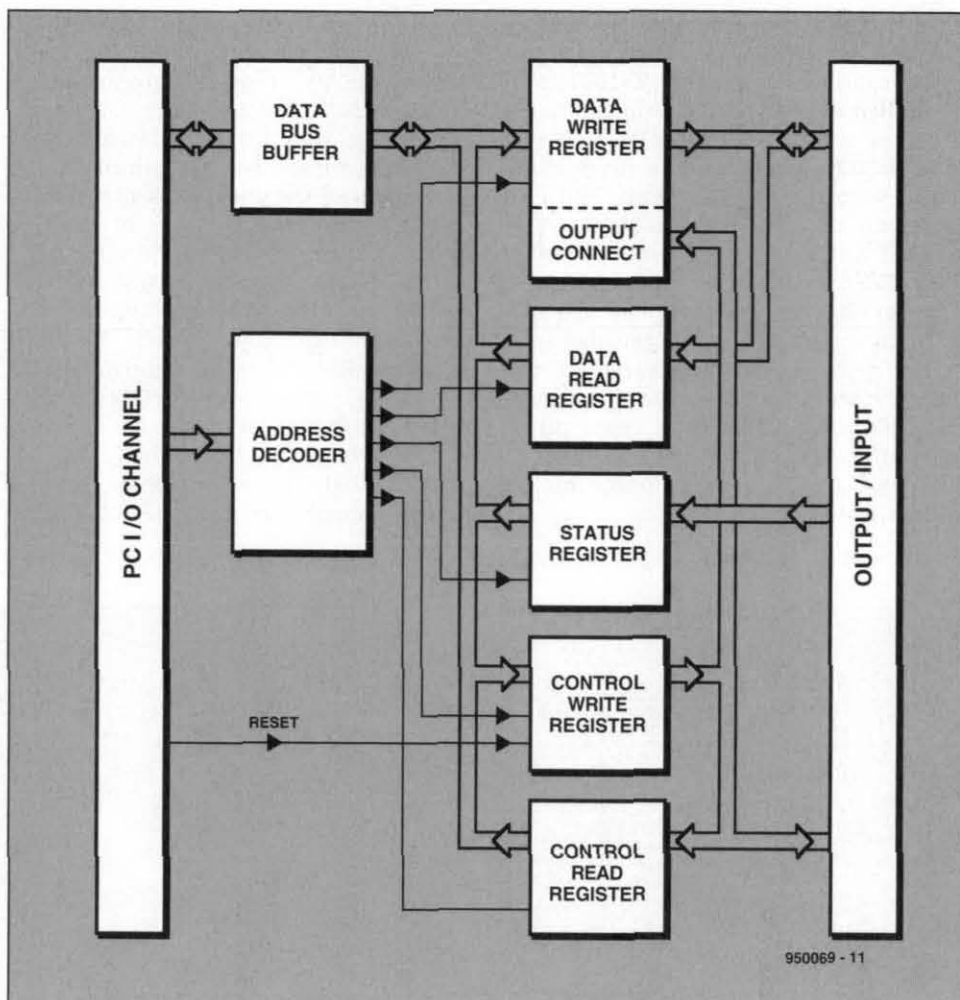 PC I/O CHANNEL
DATA
BUS
BUFFER
ADDRESS
DECODER
RESET
DATA
WRITE
REGISTER
OUTPUT
CONNECT
DATA
READ
REGISTER
STATUS
REGISTER
CONTROL
WRITE
REGISTER
CONTROL
READ
REGISTER
OUTPUT / INPUT
950069 - 11